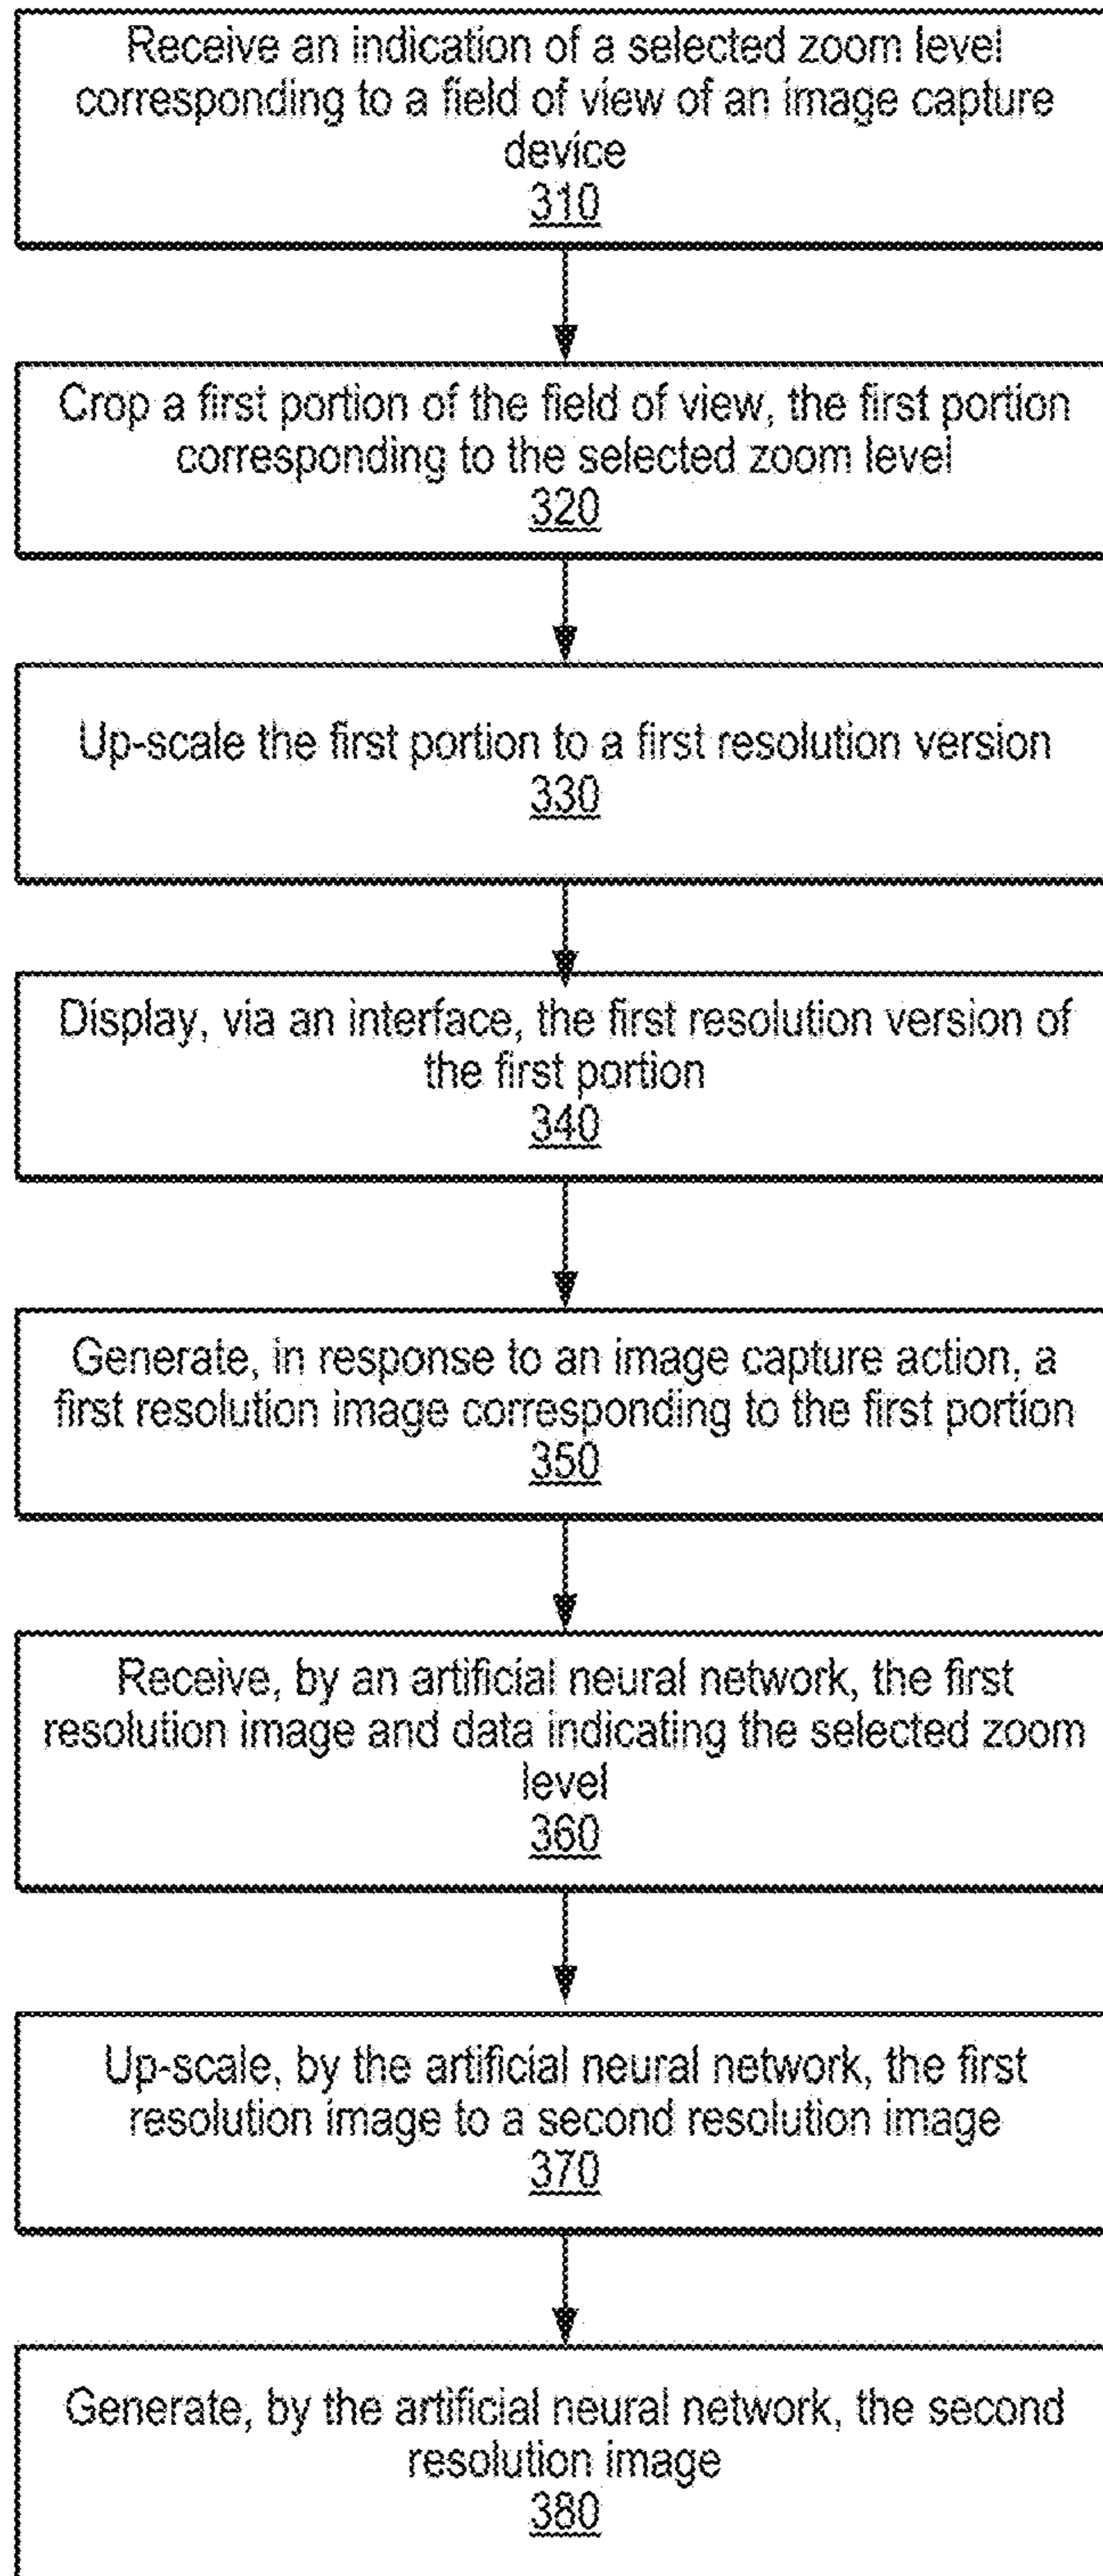 Receive an indication of a selected zoom level
corresponding to a field of view of an image capture
device
310
Crop a first portion of the field of view, the first portion
corresponding to the selected zoom level
320
Up-scale the first portion to a first resolution version
330
Display, via an interface, the first resolution version of
the first portion
340
Generate, in response to an image capture action, a
first resolution image corresponding to the first portion
350
Receive, by an artificial neural network, the first
resolution image and data indicating the selected zoom
level
360
Up-scale, by the artificial neural network, the first
resolution image to a second resolution image
370
Generate, by the artificial neural network, the second
resolution image
380